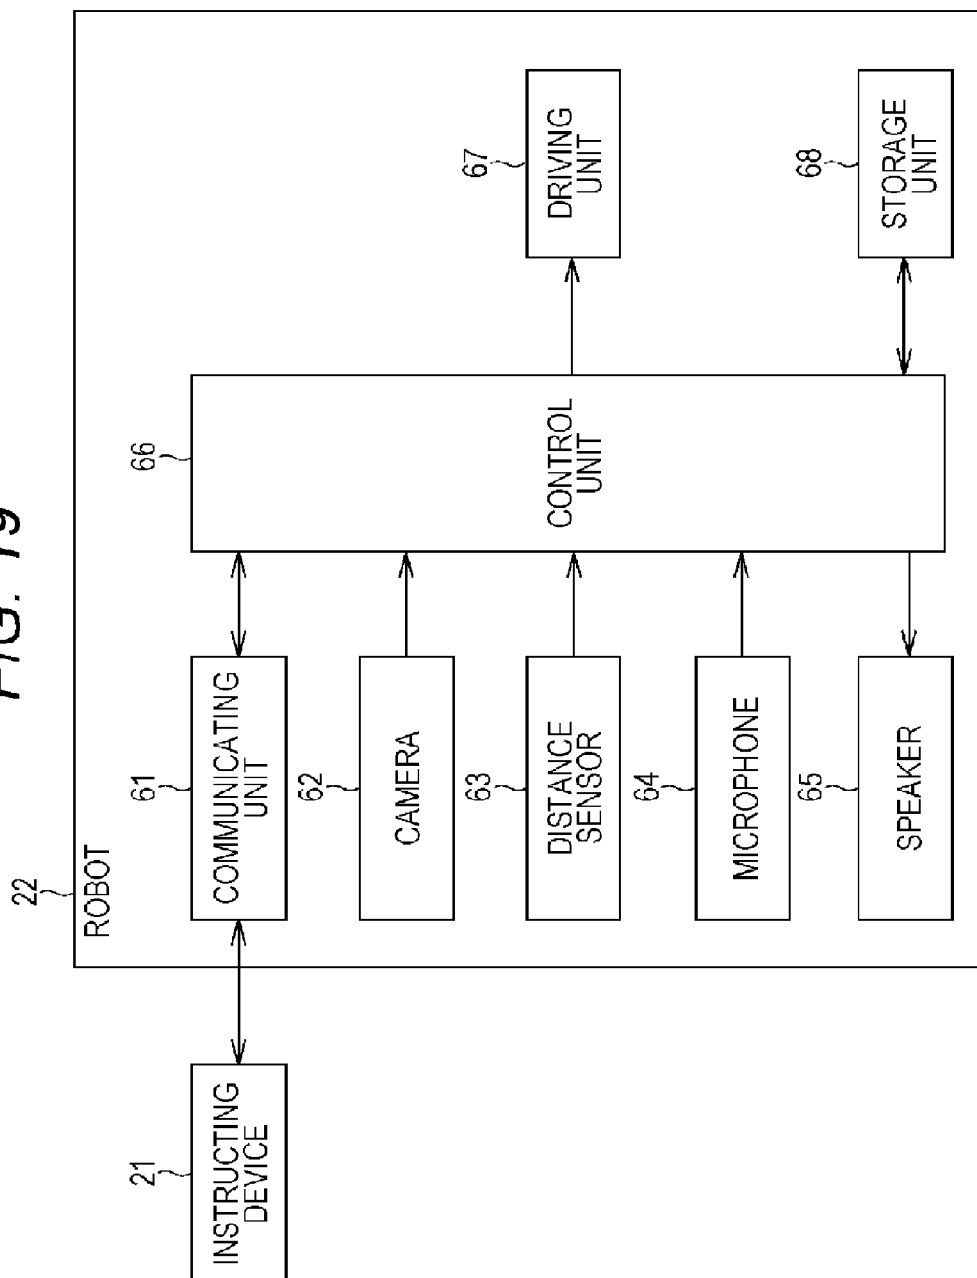 FIG. 19
22
ROBOT
21
INSTRUCTING
DEVICE
61
COMMUNICATING
UNIT
62
CAMERA
63
DISTANCE
SENSOR
64
MICROPHONE
65
SPEAKER
66
CONTROL
UNIT
67
DRIVING
UNIT
68
STORAGE
UNIT